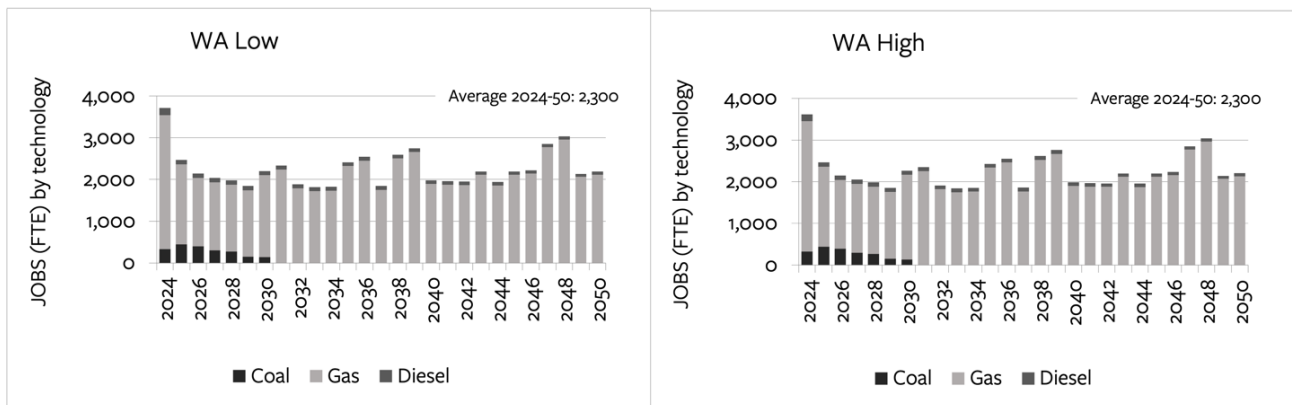 WA Low
JOBS (FTE) by technology
Average 2024-50: 2,300
4,000
3,000
2,000
1,000
0
2024 2026 2028 2030 2032 2034 2036 2038 2040 2042 2044 2046 2048 2050
Coal Gas Diesel
WA High
JOBS (FTE) by technology
Average 2024-50: 2,300
4,000
3,000
2,000
1,000
0
2024 2026 2028 2030 2032 2034 2036 2038 2040 2042 2044 2046 2048 2050
Coal Gas Diesel